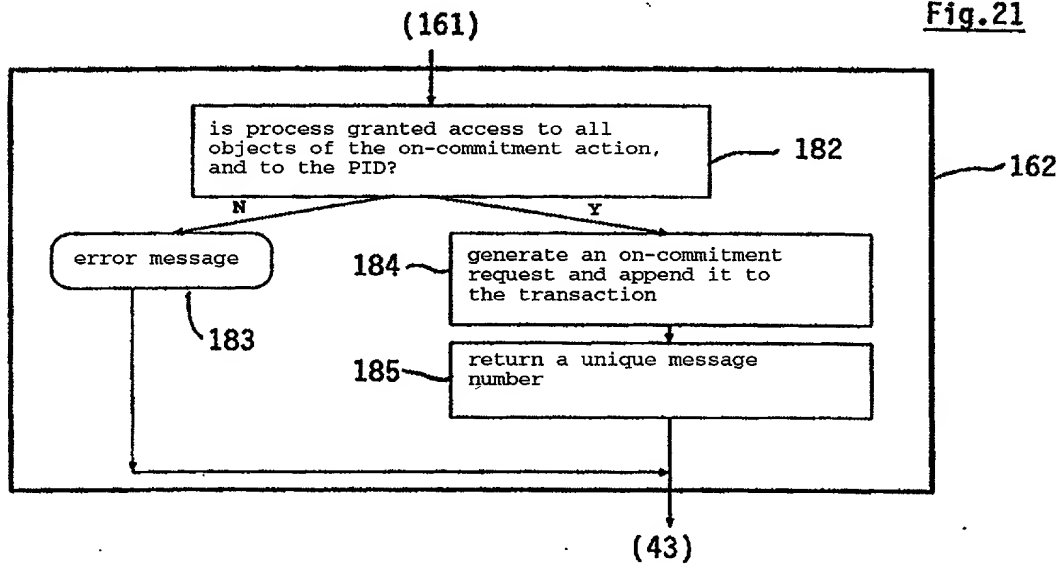 Fig.21
(161)
is process granted access to all
objects of the on-commitment action,
and to the PID?
182
162
N
Y
error message
183
184
generate an on-commitment
request and append it to
the transaction
185
return a unique message
number
(43)